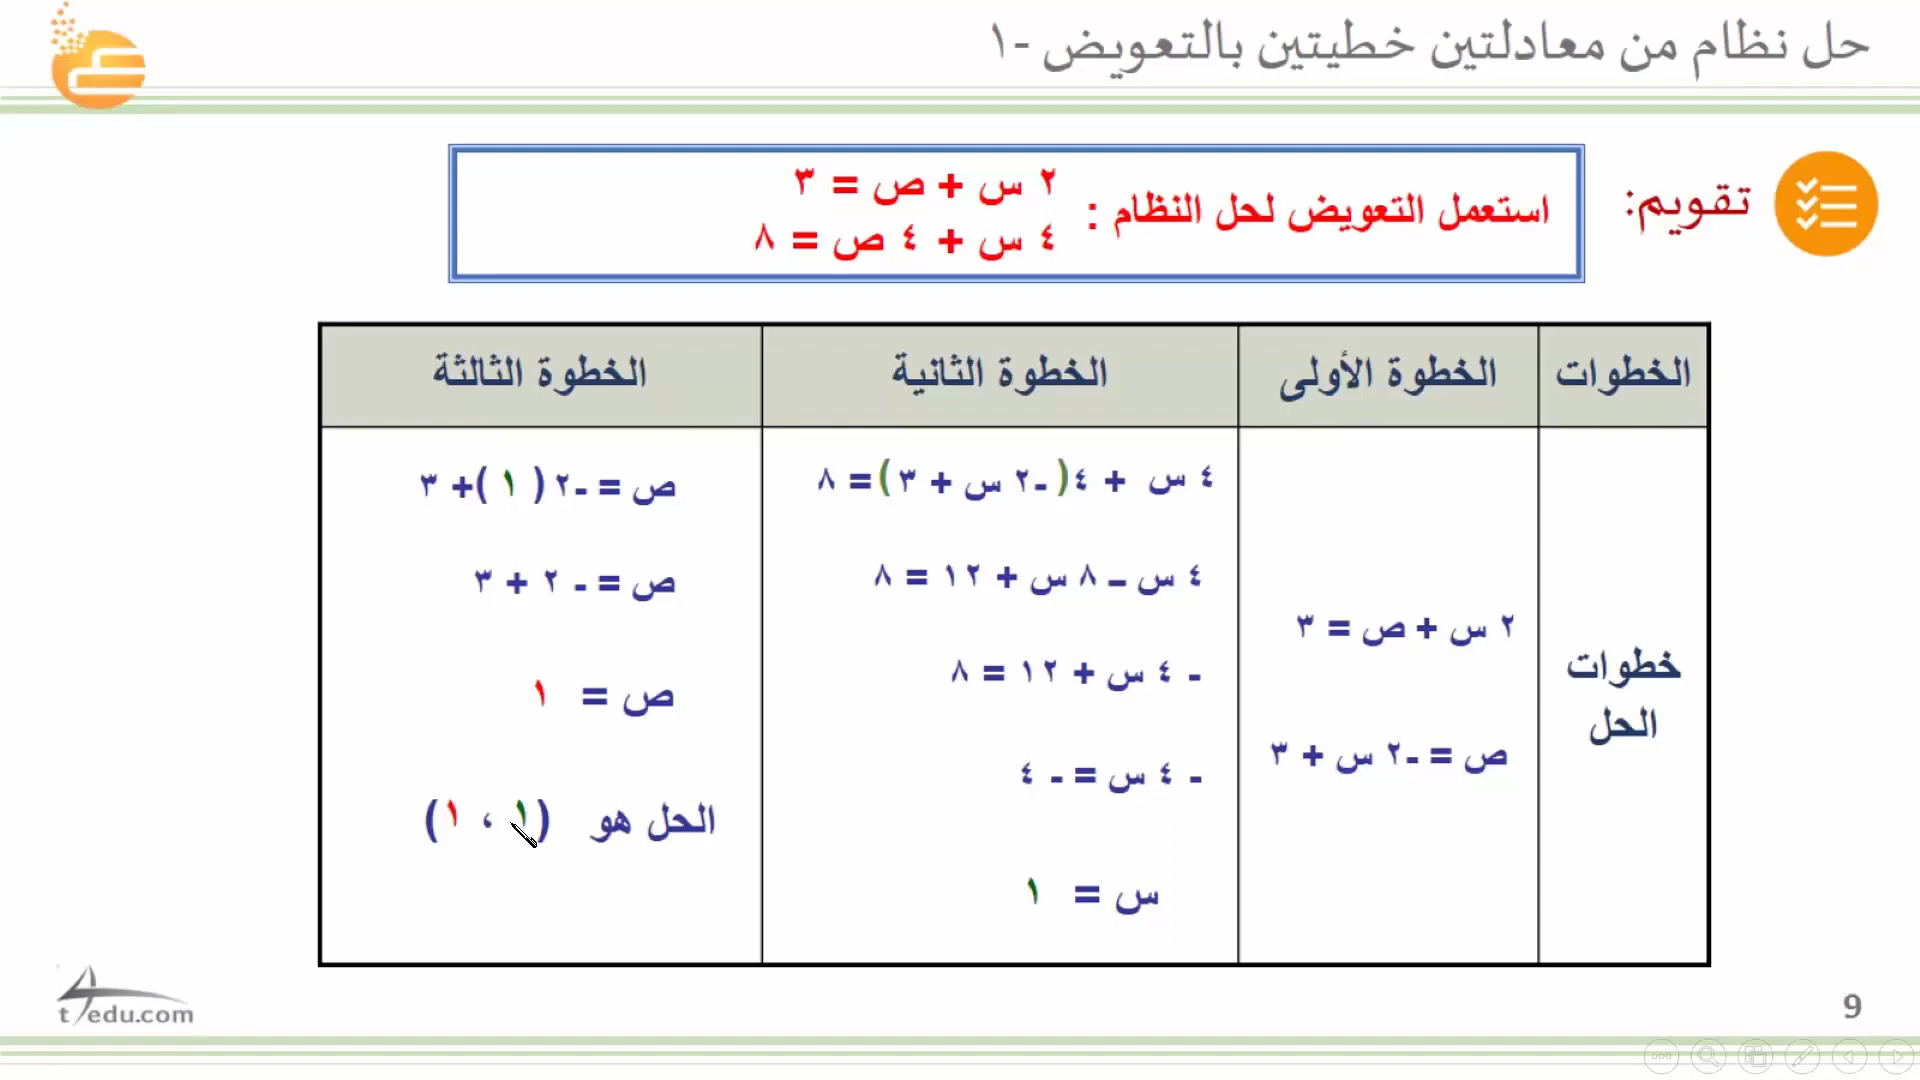 حل نظام من معادلتين خطيتين بالتعويض -١
تقويم:
استعمل التعويض لحل النظام :
٢ س + ص = ٣
٤ س + ٤ ص = ٨
الخطوات
الخطوة الأولى
الخطوة الثانية
الخطوة الثالثة
خطوات
الحل
٢ س + ص = ٣
ص = -٢ س + ٣
٤ س + ٤(-٢ س + ٣) = ٨
٤ س – ٨ س + ١٢ = ٨
- ٤ س + ١٢ = ٨
- ٤ س = - ٤
س = ١
ص = -٢(١)+ ٣
ص = - ٢ + ٣
ص = ١
الحل هو (١ ، ١)
t4edu.com
9